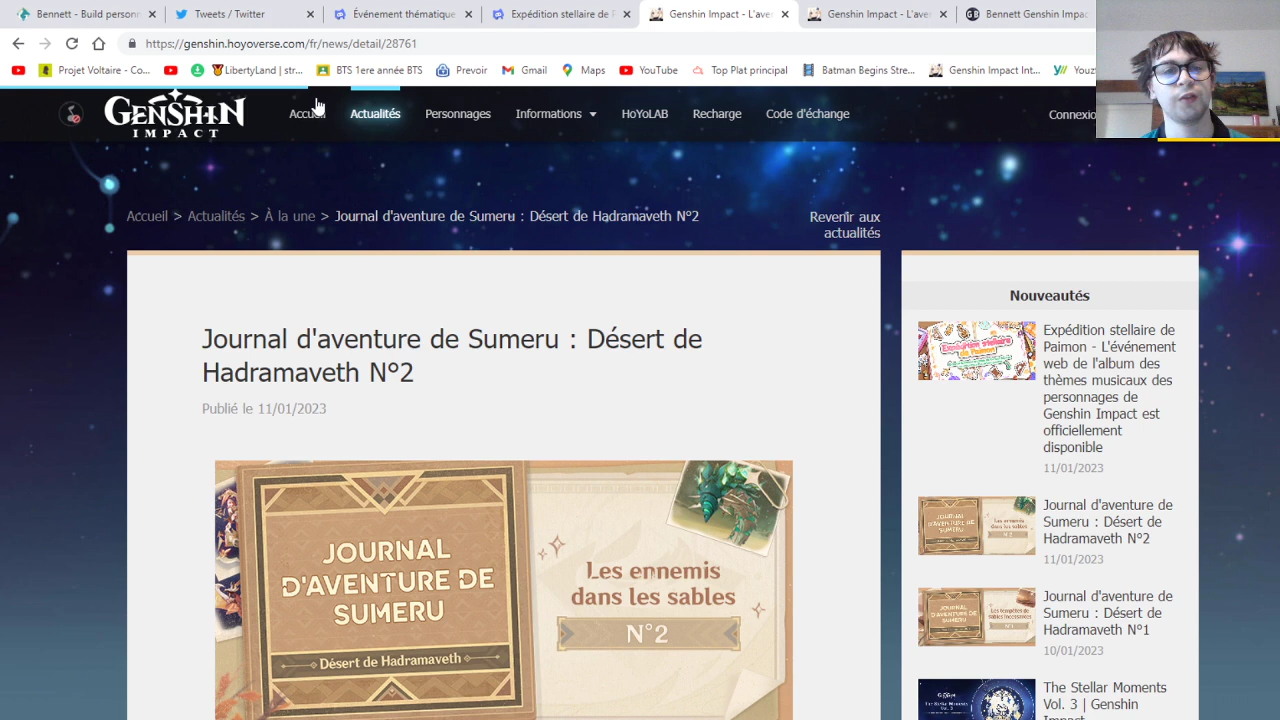 Bennett - Build personn
Tweets / Twitter
Événement thématique
Expédition stellaire de P
Genshin Impact - L'aver
Genshin Impact - L'aver
Bennett Genshin Impac
https://genshin.hoyoverse.com/fr/news/detail/28761
Projet Voltaire - Co...
LibertyLand | str...
BTS 1ere année BTS
Prevoir
Gmail
Maps
YouTube
Top Plat principal
Batman Begins Stre...
Genshin Impact Int...
GENSHIN
IMPACT
Accueil
Actualités
Personnages
Informations
HoYoLAB
Recharge
Code d'échange
Connexio
Accueil > Actualités > À la une > Journal d'aventure de Sumeru : Désert de Hadramaveth N°2
Revenir aux
actualités
Journal d'aventure de Sumeru : Désert de
Hadramaveth N°2
Publié le 11/01/2023
JOURNAL
D'AVENTURE DE
SUMERU
Désert de Hadramaveth
Les ennemis
dans les sables
N°2
Nouveautés
Expédition stellaire de
Paimon - L'événement
web de l'album des
thèmes musicaux des
personnages de
Genshin Impact est
officiellement
disponible
11/01/2023
Journal d'aventure de
Sumeru : Désert de
Hadramaveth N°2
11/01/2023
Journal d'aventure de
Sumeru : Désert de
Hadramaveth N°1
10/01/2023
The Stellar Moments
Vol. 3 | Genshin